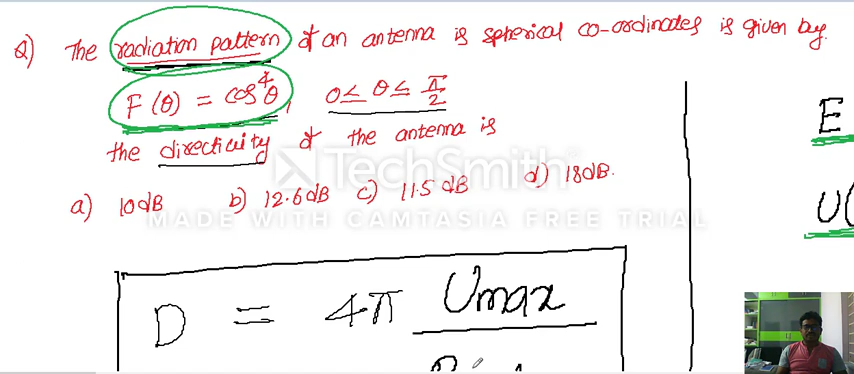 Q) The radiation pattern of an antenna is spherical co-ordinates is given by
F(θ) = cos⁴θ, 0 ≤ θ ≤ π/2
the directivity of the antenna is
a) 10dB b) 12.6dB c) 11.5 dB d) 18dB.
TechSmith
MADE WITH CAMTASIA FREE TRIAL
D = 4π Umax
E
U(